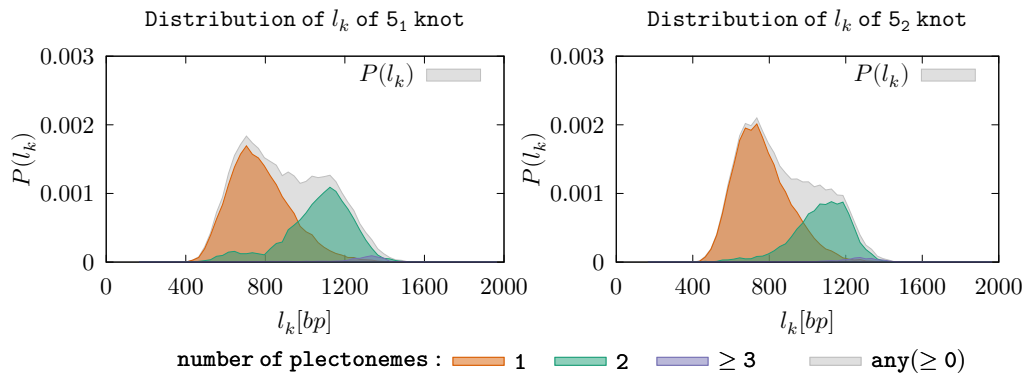 Distribution of l_k of 5_1 knot
0.003
0.002
0.001
0
P(l_k)
P(l_k)
0 400 800 1200 1600 2000
l_k[bp]
Distribution of l_k of 5_2 knot
0.003
0.002
0.001
0
P(l_k)
P(l_k)
0 400 800 1200 1600 2000
l_k[bp]
number of plectonemes : 1 2 ≥ 3 any(≥ 0)